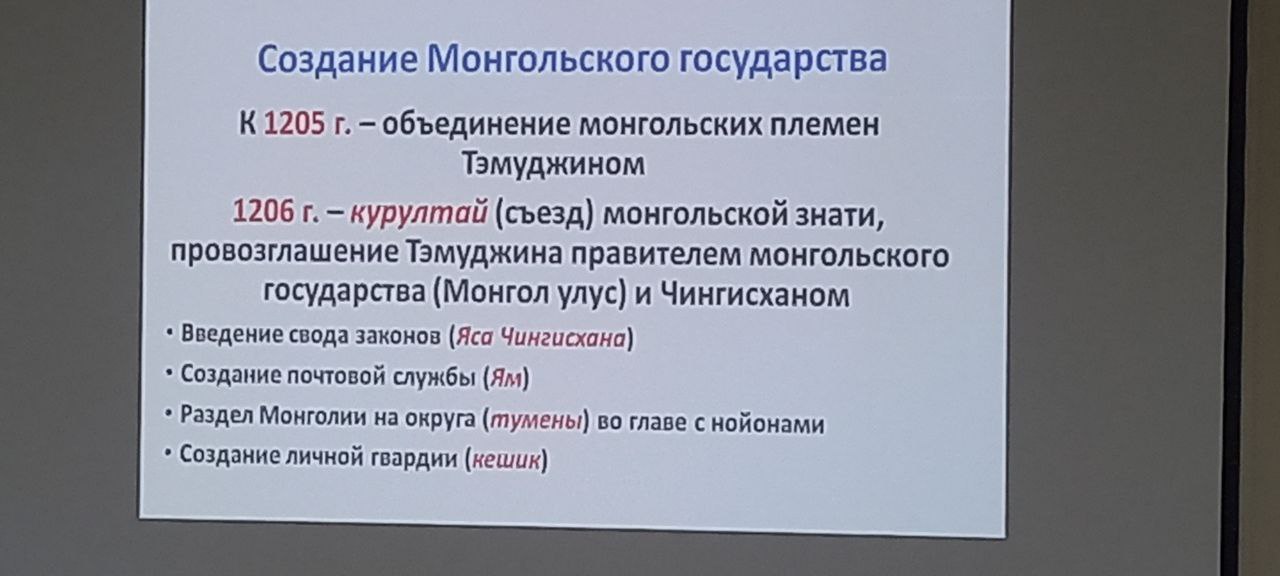 Создание Монгольского государства
К 1205 г. – объединение монгольских племен
Тэмуджином
1206 г. – курултай (съезд) монгольской знати,
провозглашение Тэмуджина правителем монгольского
государства (Монгол улус) и Чингисханом
• Введение свода законов (Яса Чингисхана)
• Создание почтовой службы (Ям)
• Раздел Монголии на округа (тумены) во главе с нойонами
• Создание личной гвардии (кешик)